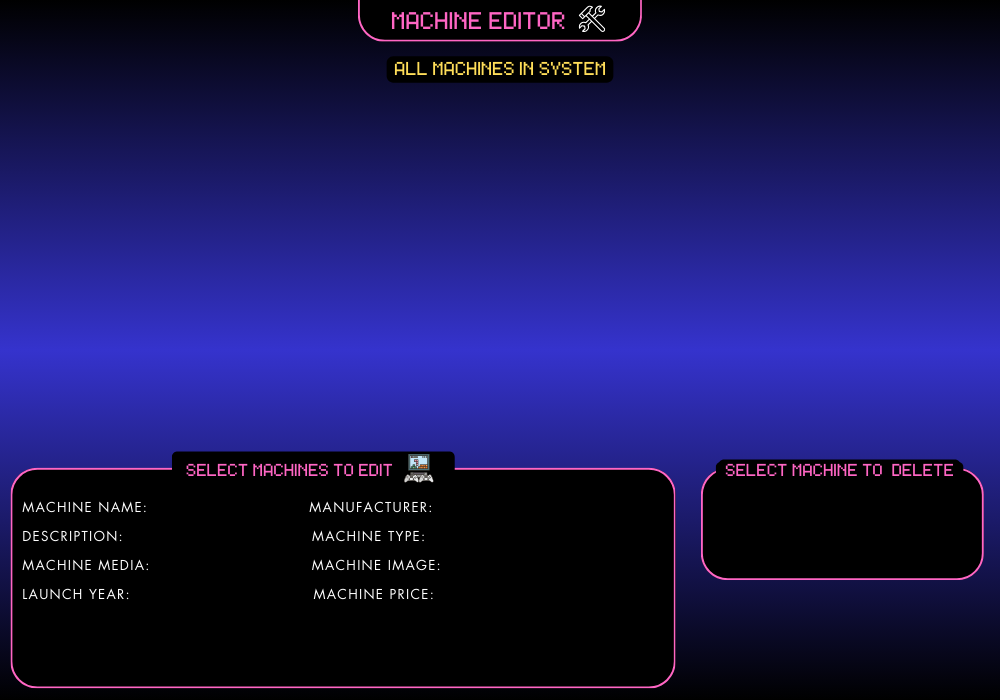 MACHINE EDITOR
ALL MACHINES IN SYSTEM
SELECT MACHINES TO EDIT
MACHINE NAME: MANUFACTURER:
DESCRIPTION: MACHINE TYPE:
MACHINE MEDIA: MACHINE IMAGE:
LAUNCH YEAR: MACHINE PRICE:
SELECT MACHINE TO DELETE